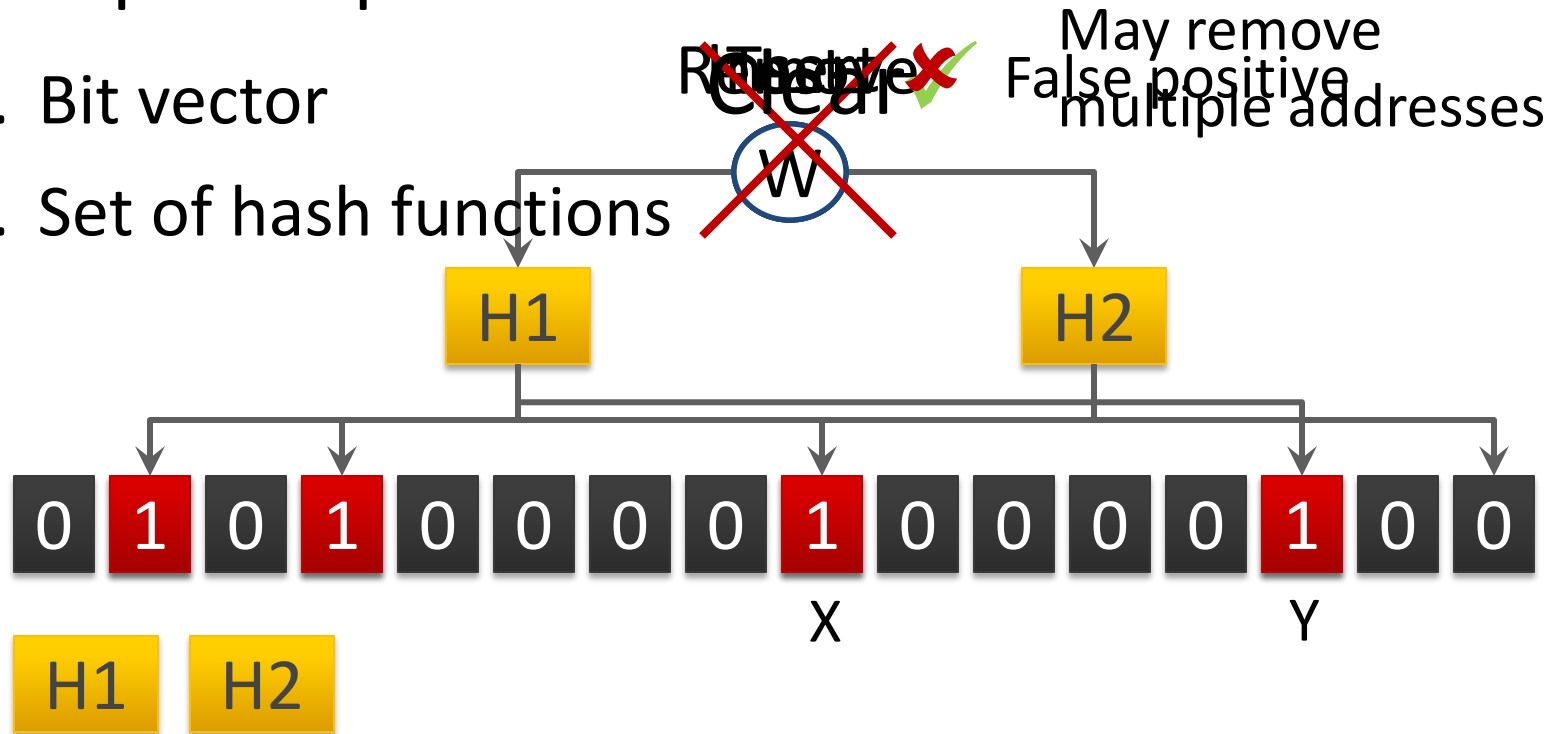 May remove
. Bit vector
Clear
False positive
multiple addresses
W
. Set of hash functions
H1
H2
0 1 0 1 0 0 0 0 1 0 0 0 0 1 0 0
X
Y
H1
H2